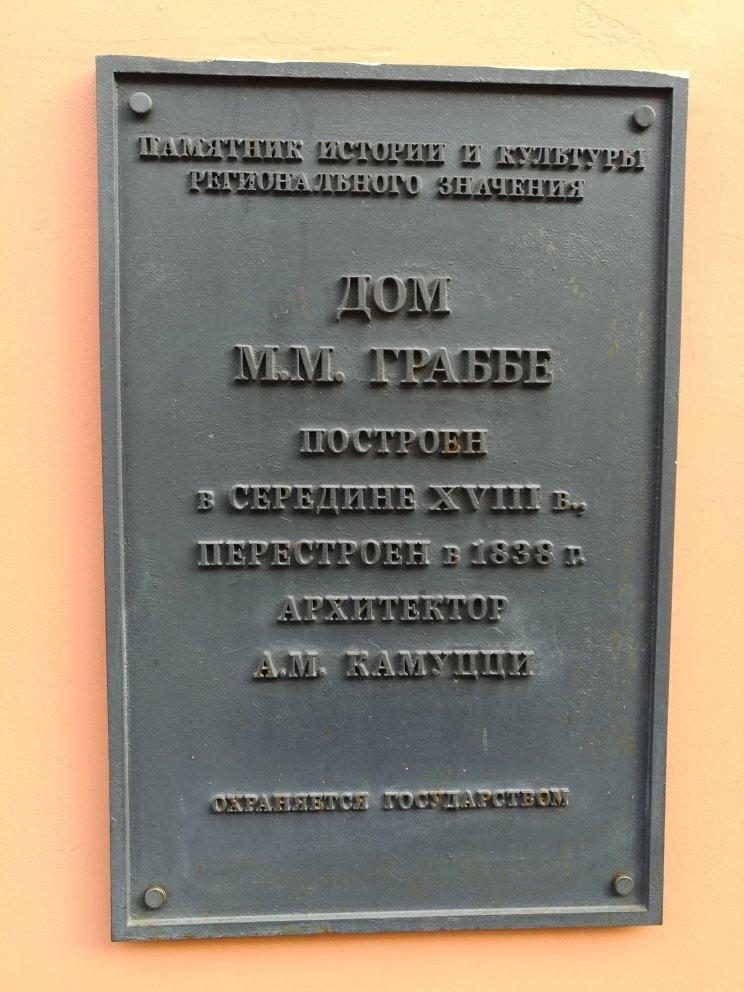 ПАМЯТНИК ИСТОРИИ И КУЛЬТУРЫ
РЕГИОНАЛЬНОГО ЗНАЧЕНИЯ
ДОМ
М.М. ГРАББЕ
ПОСТРОЕН
в СЕРЕДИНЕ XVIII в.,
ПЕРЕСТРОЕН в 1838 г.
АРХИТЕКТОР
А.М. КАМУЦЦИ
ОХРАНЯЕТСЯ ГОСУДАРСТВОМ